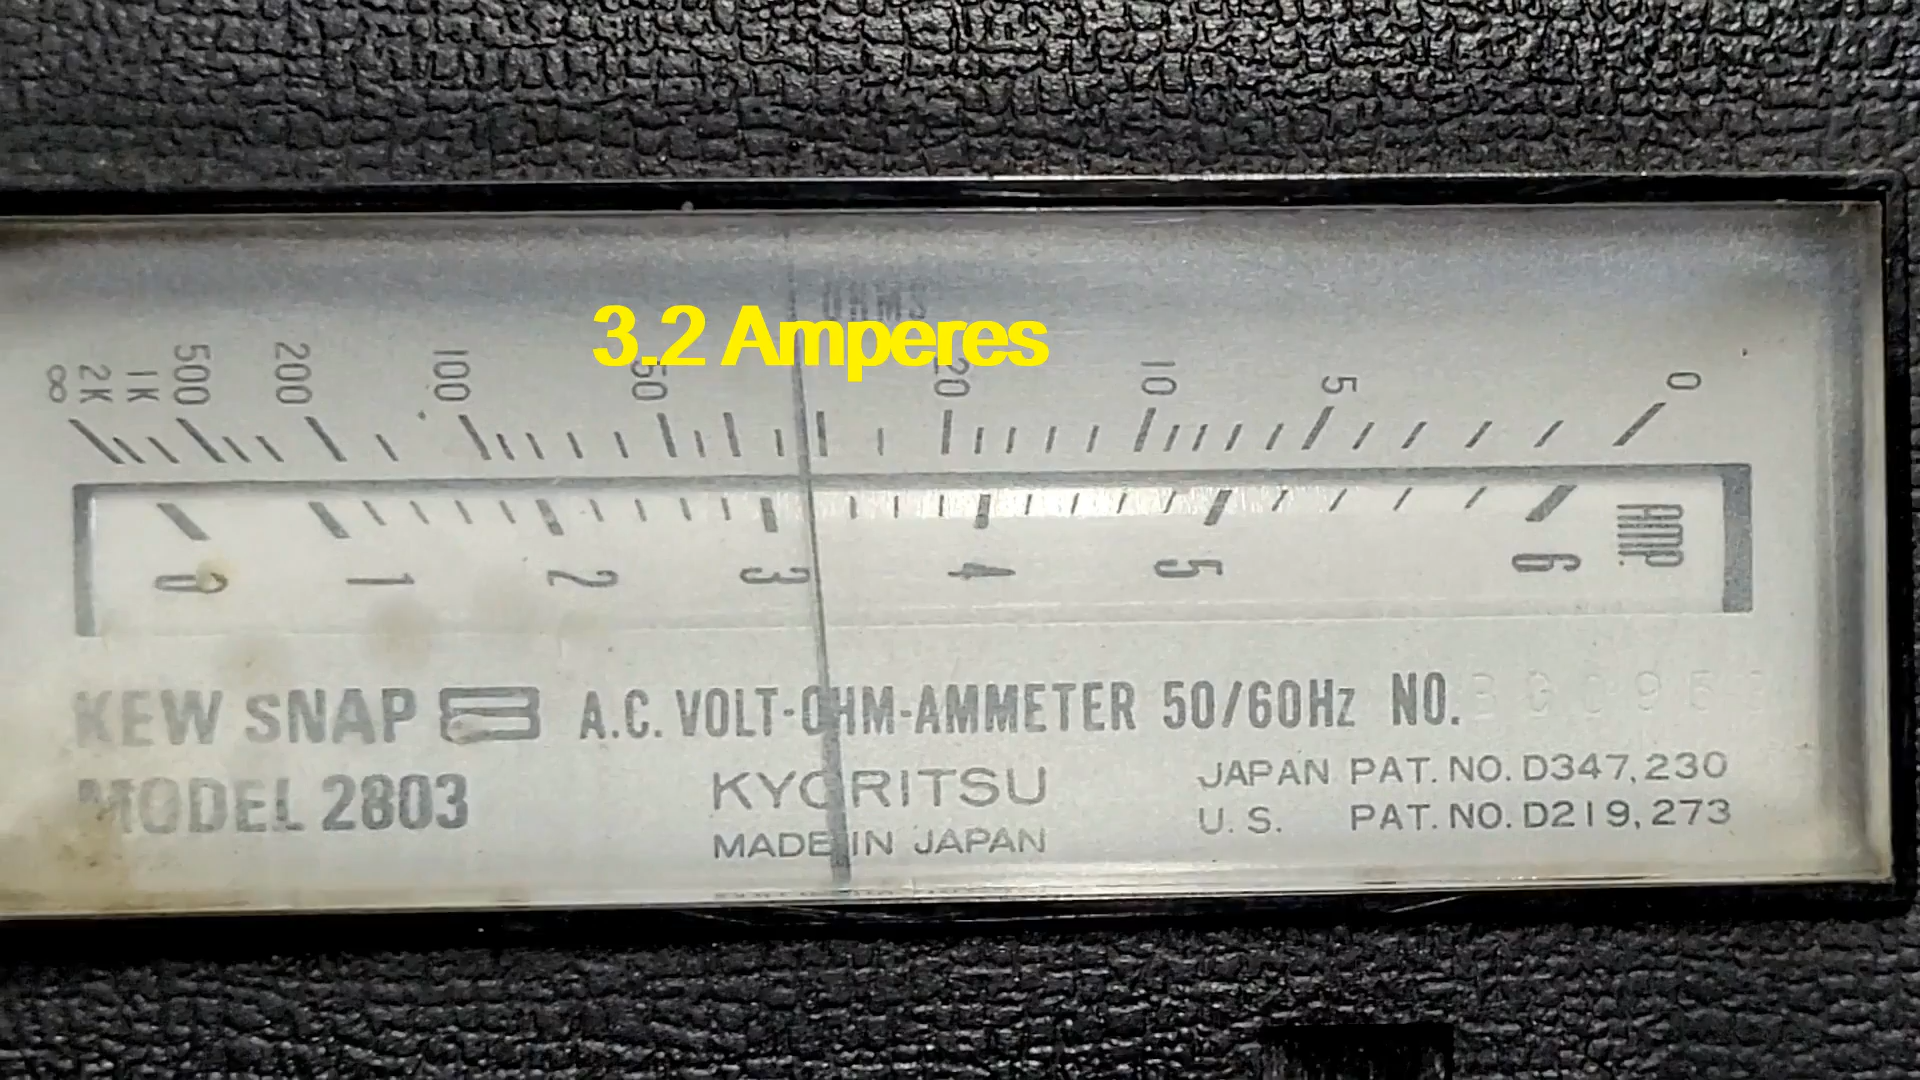 OHMS
3.2 Amperes
∞ 2K 1K 500 200 100 50 20 10 5 0
0 1 2 3 4 5 6 AMP.
KEW SNAP 8 A.C. VOLT-OHM-AMMETER 50/60Hz NO.
MODEL 2803
KYORITSU
MADE IN JAPAN
JAPAN PAT. NO. D347,230
U.S. PAT. NO. D219,273